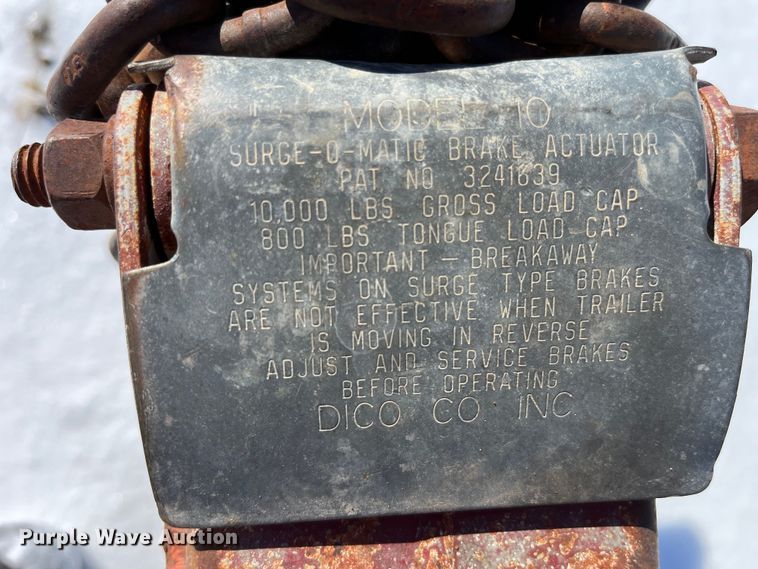 MODEL 10
SURGE-O-MATIC BRAKE ACTUATOR
PAT NO 3241639
10,000 LBS GROSS LOAD CAP.
800 LBS TONGUE LOAD CAP.
IMPORTANT - BREAKAWAY
SYSTEMS ON SURGE TYPE BRAKES
ARE NOT EFFECTIVE WHEN TRAILER
IS MOVING IN REVERSE
ADJUST AND SERVICE BRAKES
BEFORE OPERATING
DICO CO. INC.
Purple Wave Auction